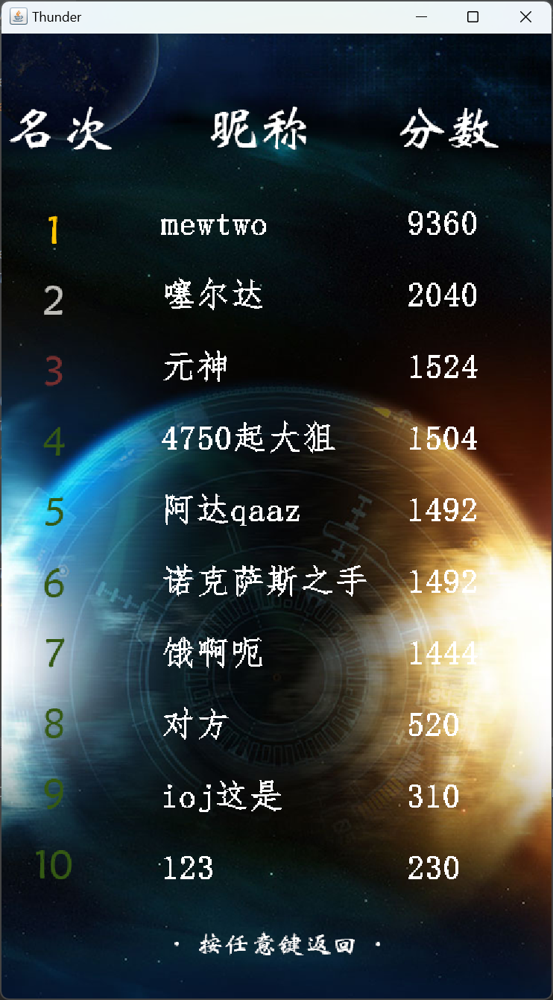 Thunder
名次 昵称 分数
1 mewtwo 9360
2 噻尔达 2040
3 元神 1524
4 4750起大狙 1504
5 阿达qaaz 1492
6 诺克萨斯之手 1492
7 饿啊呃 1444
8 对方 520
9 ioj这是 310
10 123 230
· 按任意键返回 ·